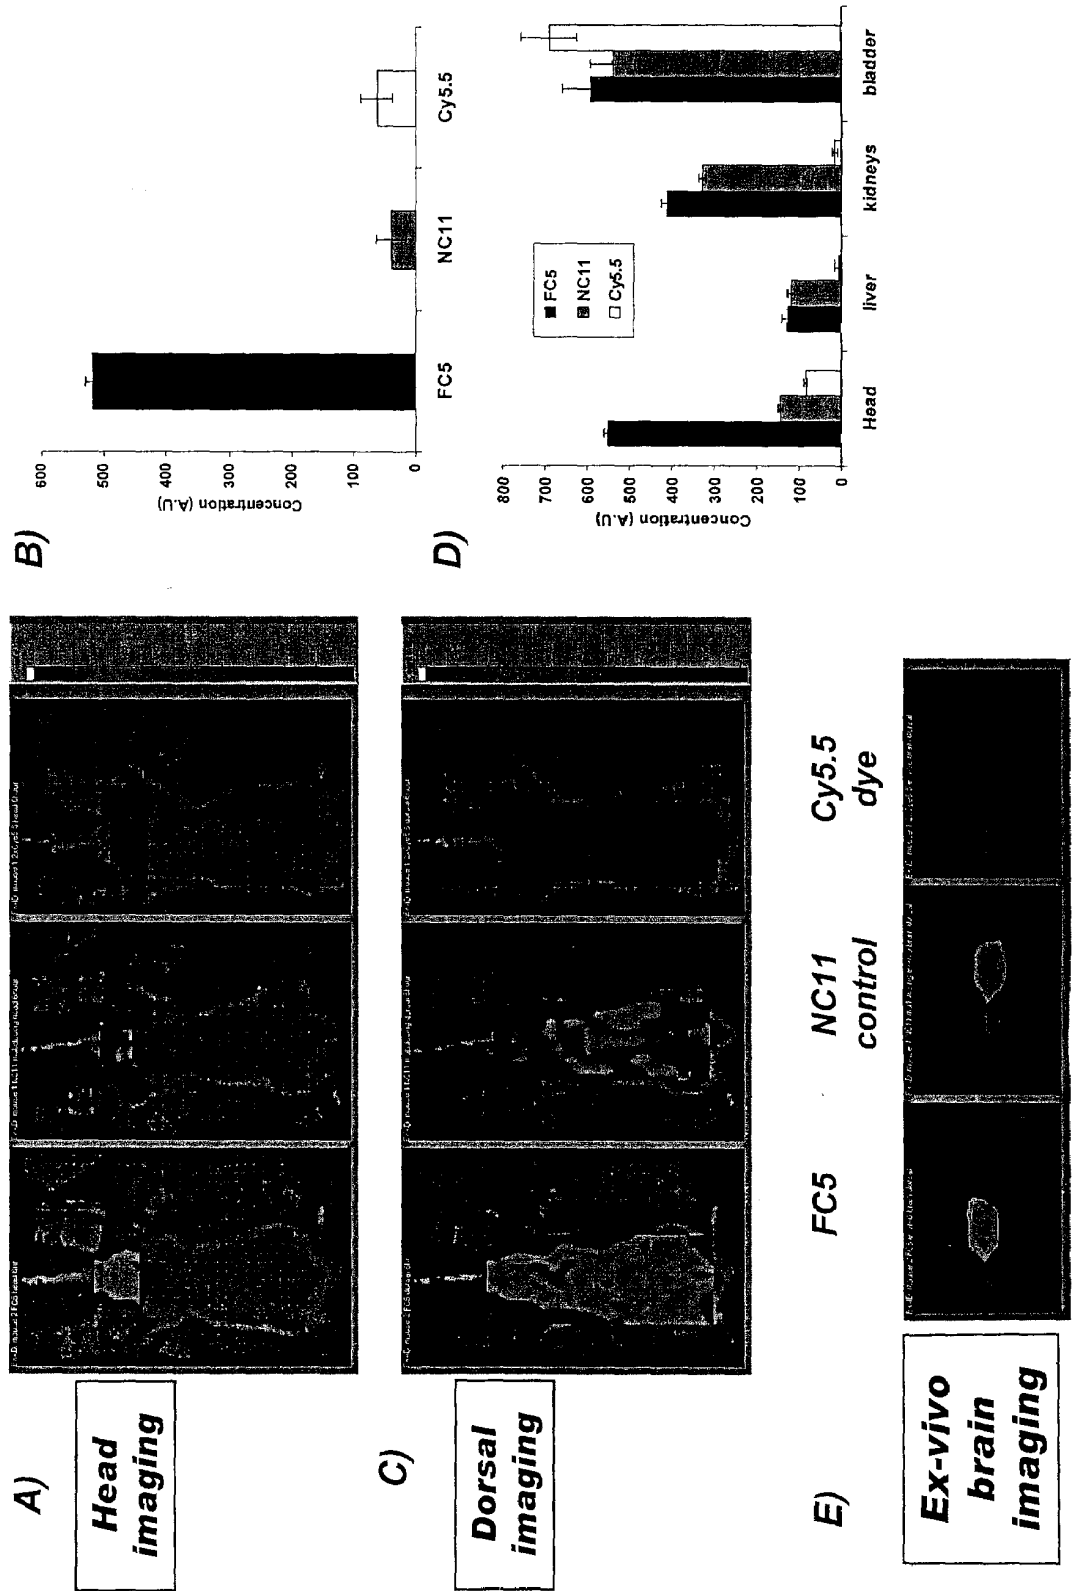 A)
Head
imaging
B)
600
500
400
300
200
100
0
Concentration (A.U)
FC5
NC11
Cy5.5
C)
Dorsal
imaging
D)
800
700
600
500
400
300
200
100
0
Concentration (A.U)
FC5
NC11
Cy5.5
Head
liver
kidneys
bladder
FC5
NC11
control
Cy5.5
dye
E)
Ex-vivo
brain
imaging